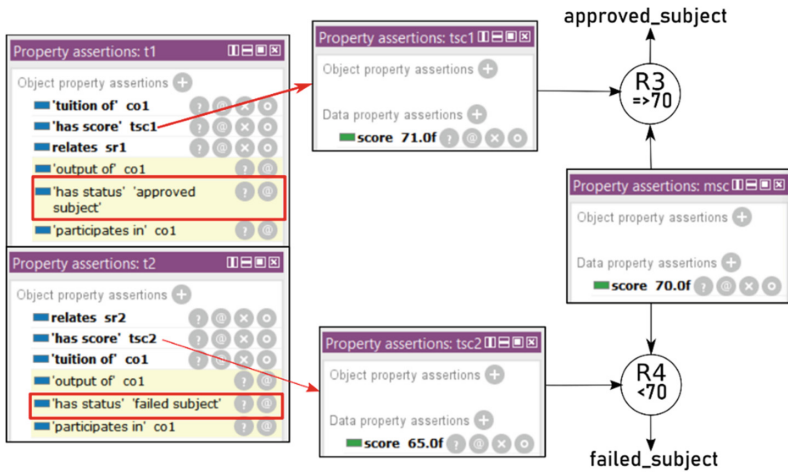 Property assertions: t1
Object property assertions
'tuition of' co1
'has score' tsc1
relates sr1
'output of' co1
'has status' 'approved
subject'
'participates in' co1
Property assertions: t2
Object property assertions
relates sr2
'has score' tsc2
'tuition of' co1
'output of' co1
'has status' 'failed subject'
'participates in' co1
Property assertions: tsc1
Object property assertions
Data property assertions
score 71.0f
Property assertions: tsc2
Object property assertions
Data property assertions
score 65.0f
approved_subject
R3
=>70
Property assertions: msc
Object property assertions
Data property assertions
score 70.0f
R4
<70
failed_subject